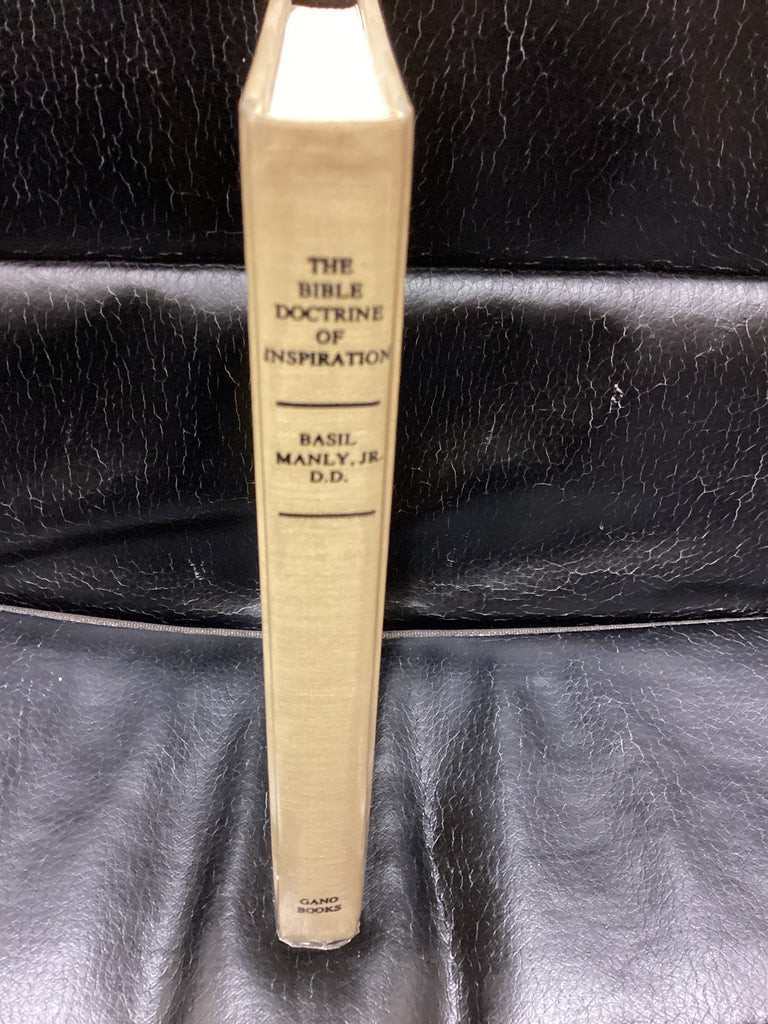 THE
BIBLE
DOCTRINE
OF
INSPIRATION
BASIL
MANLY, JR.
D.D.
GANO
BOOKS